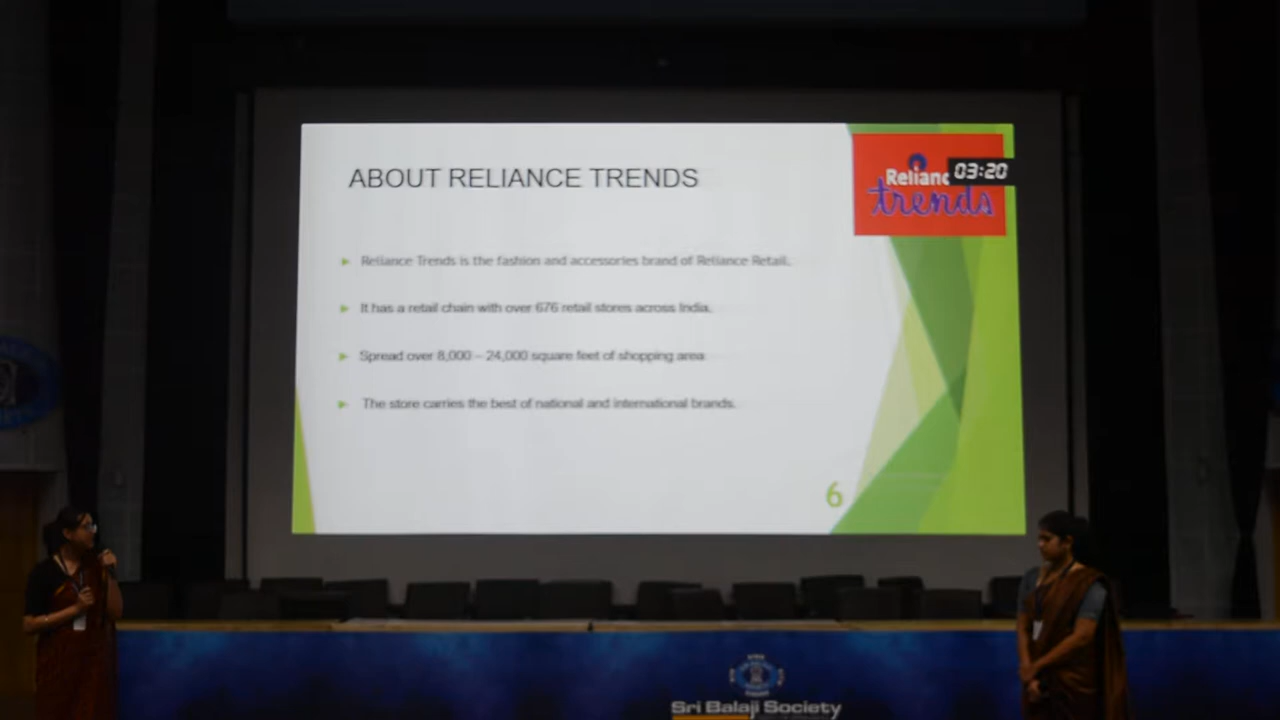 ABOUT RELIANCE TRENDS
Relianc
03:20
trends
Reliance Trends is the fashion and accessories brand of Reliance Retail.
It has a retail chain with over 676 retail stores across India.
Spread over 8,000 – 24,000 square feet of shopping area
The store carries the best of national and international brands.
6
Sri Balaji Society